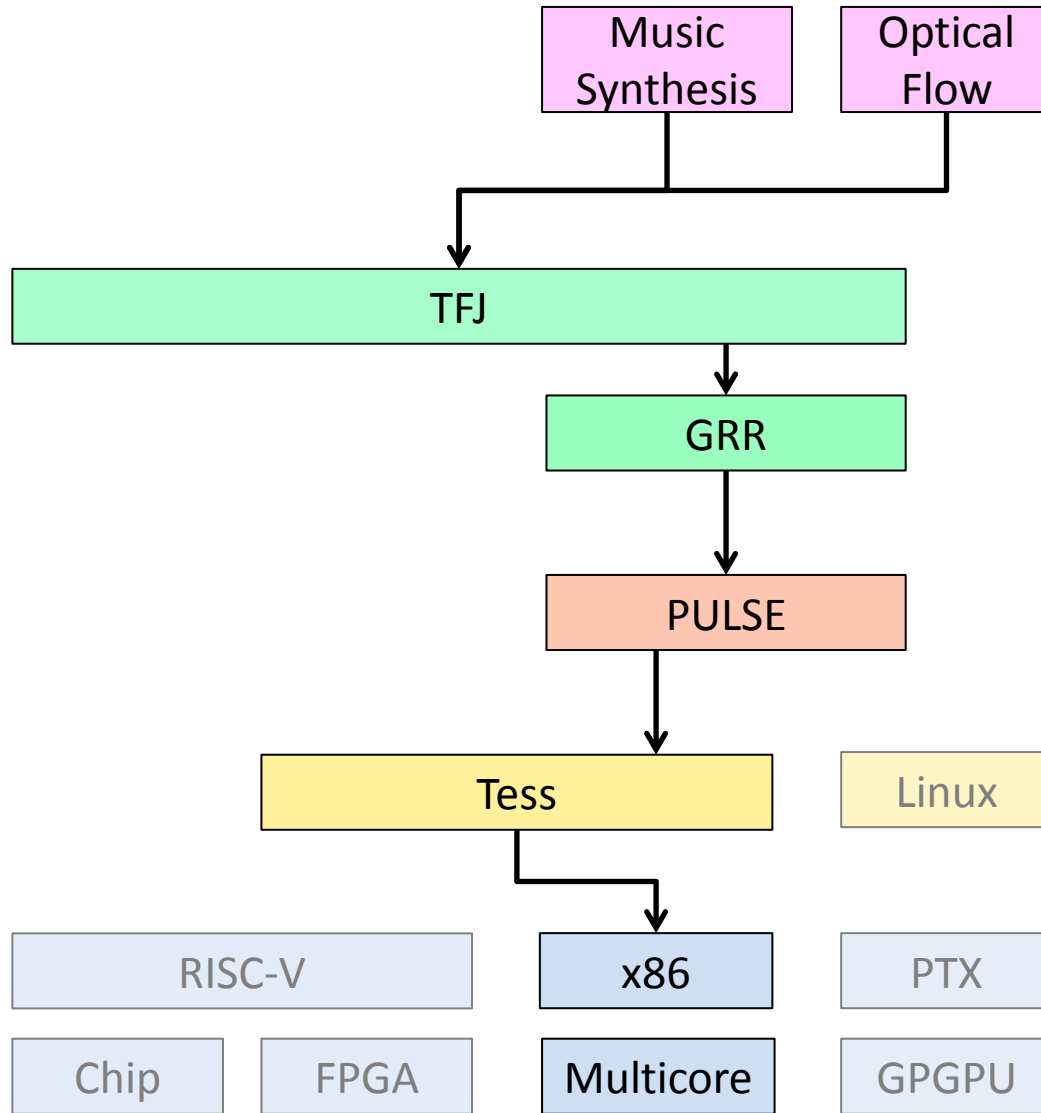 Music
Synthesis
Optical
Flow
TFJ
GRR
PULSE
Tess
Linux
RISC-V
x86
PTX
Chip
FPGA
Multicore
GPGPU